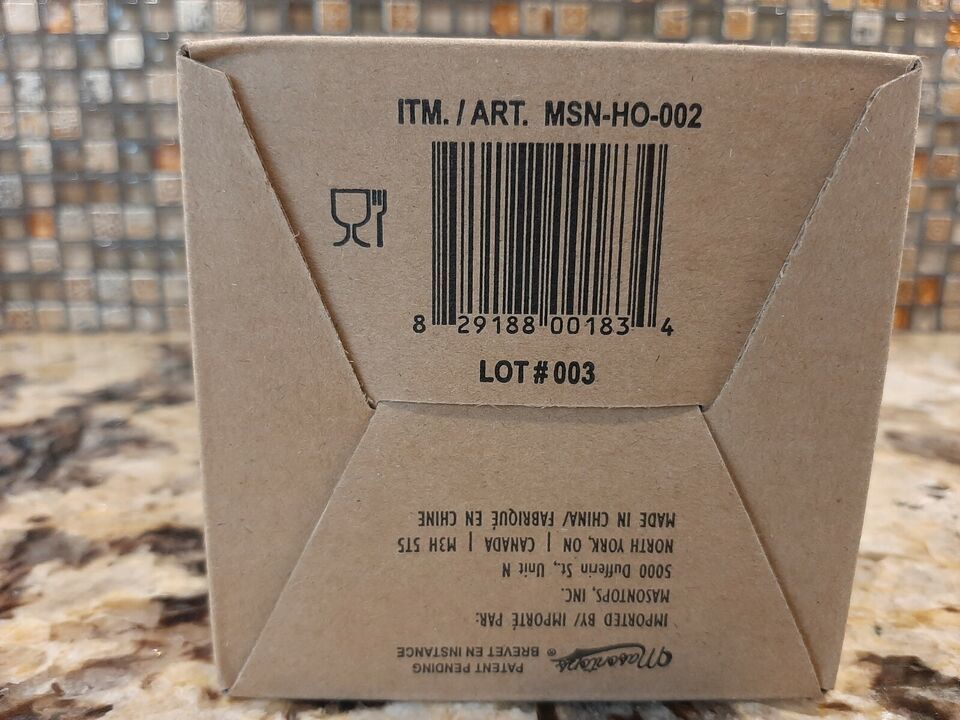 ITM. / ART. MSN-HO-002
8 29188 00183 4
LOT # 003
Masontops ® PATENT PENDING
BREVET EN INSTANCE
IMPORTED BY/ IMPORTÉ PAR:
MASONTOPS, INC.
5000 Dufferin St., Unit N
NORTH YORK, ON | CANADA | M3H 5T5
MADE IN CHINA/ FABRIQUÉ EN CHINE